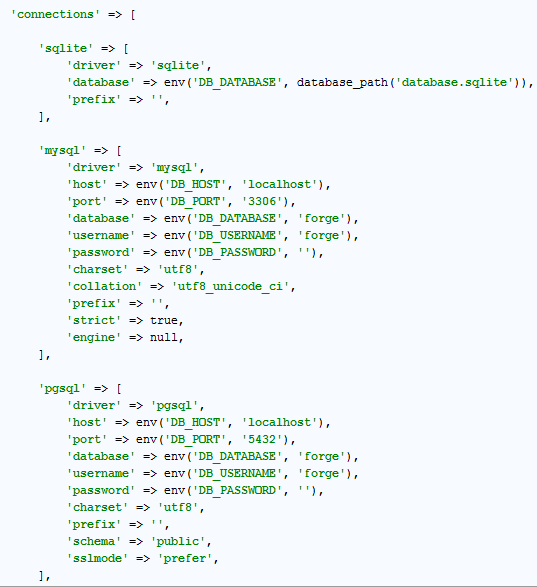 'connections' => [
'sqlite' => [
'driver' => 'sqlite',
'database' => env('DB_DATABASE', database_path('database.sqlite')),
'prefix' => '',
],
'mysql' => [
'driver' => 'mysql',
'host' => env('DB_HOST', 'localhost'),
'port' => env('DB_PORT', '3306'),
'database' => env('DB_DATABASE', 'forge'),
'username' => env('DB_USERNAME', 'forge'),
'password' => env('DB_PASSWORD', ''),
'charset' => 'utf8',
'collation' => 'utf8_unicode_ci',
'prefix' => '',
'strict' => true,
'engine' => null,
],
'pgsql' => [
'driver' => 'pgsql',
'host' => env('DB_HOST', 'localhost'),
'port' => env('DB_PORT', '5432'),
'database' => env('DB_DATABASE', 'forge'),
'username' => env('DB_USERNAME', 'forge'),
'password' => env('DB_PASSWORD', ''),
'charset' => 'utf8',
'prefix' => '',
'schema' => 'public',
'sslmode' => 'prefer',
],